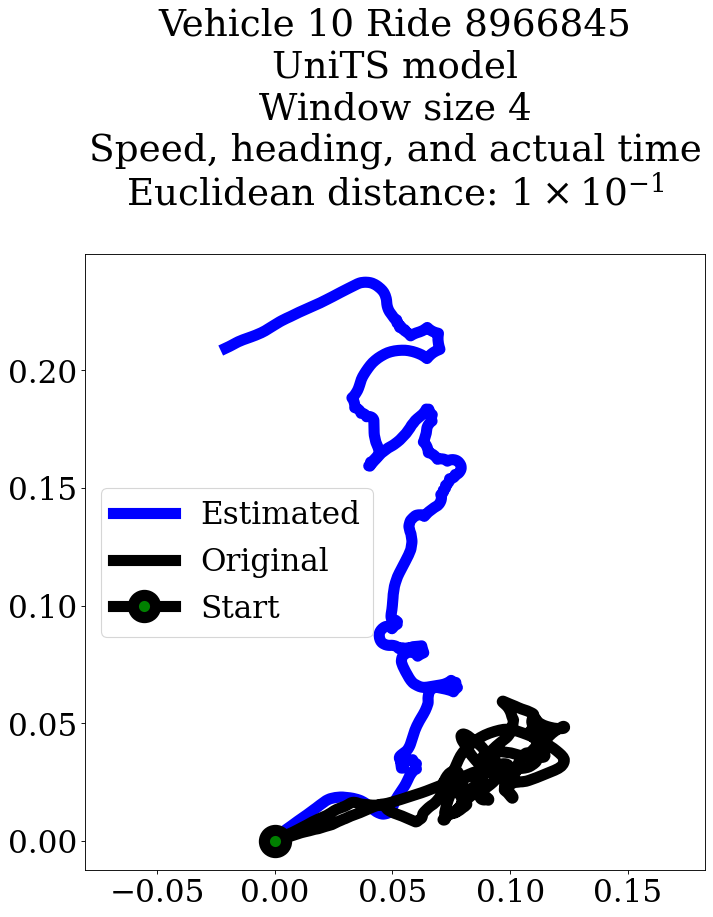 Vehicle 10 Ride 8966845
UniTS model
Window size 4
Speed, heading, and actual time
Euclidean distance: 1 × 10⁻¹
0.20
0.15
Estimated
Original
Start
0.10
0.05
0.00
−0.05 0.00 0.05 0.10 0.15